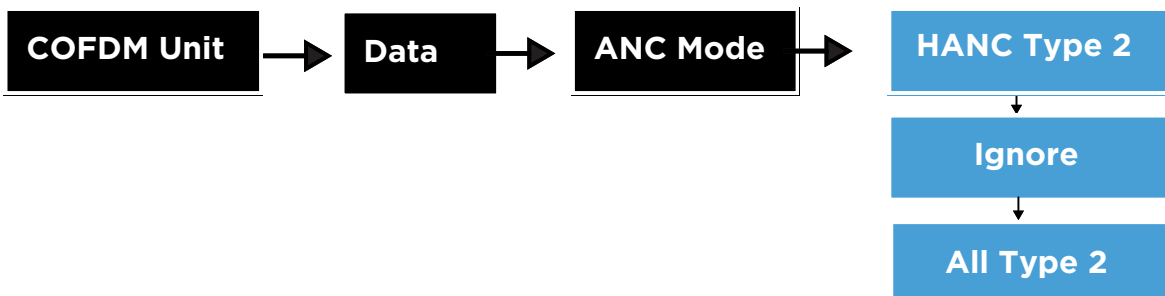 COFDM Unit
Data
ANC Mode
HANC Type 2
Ignore
All Type 2